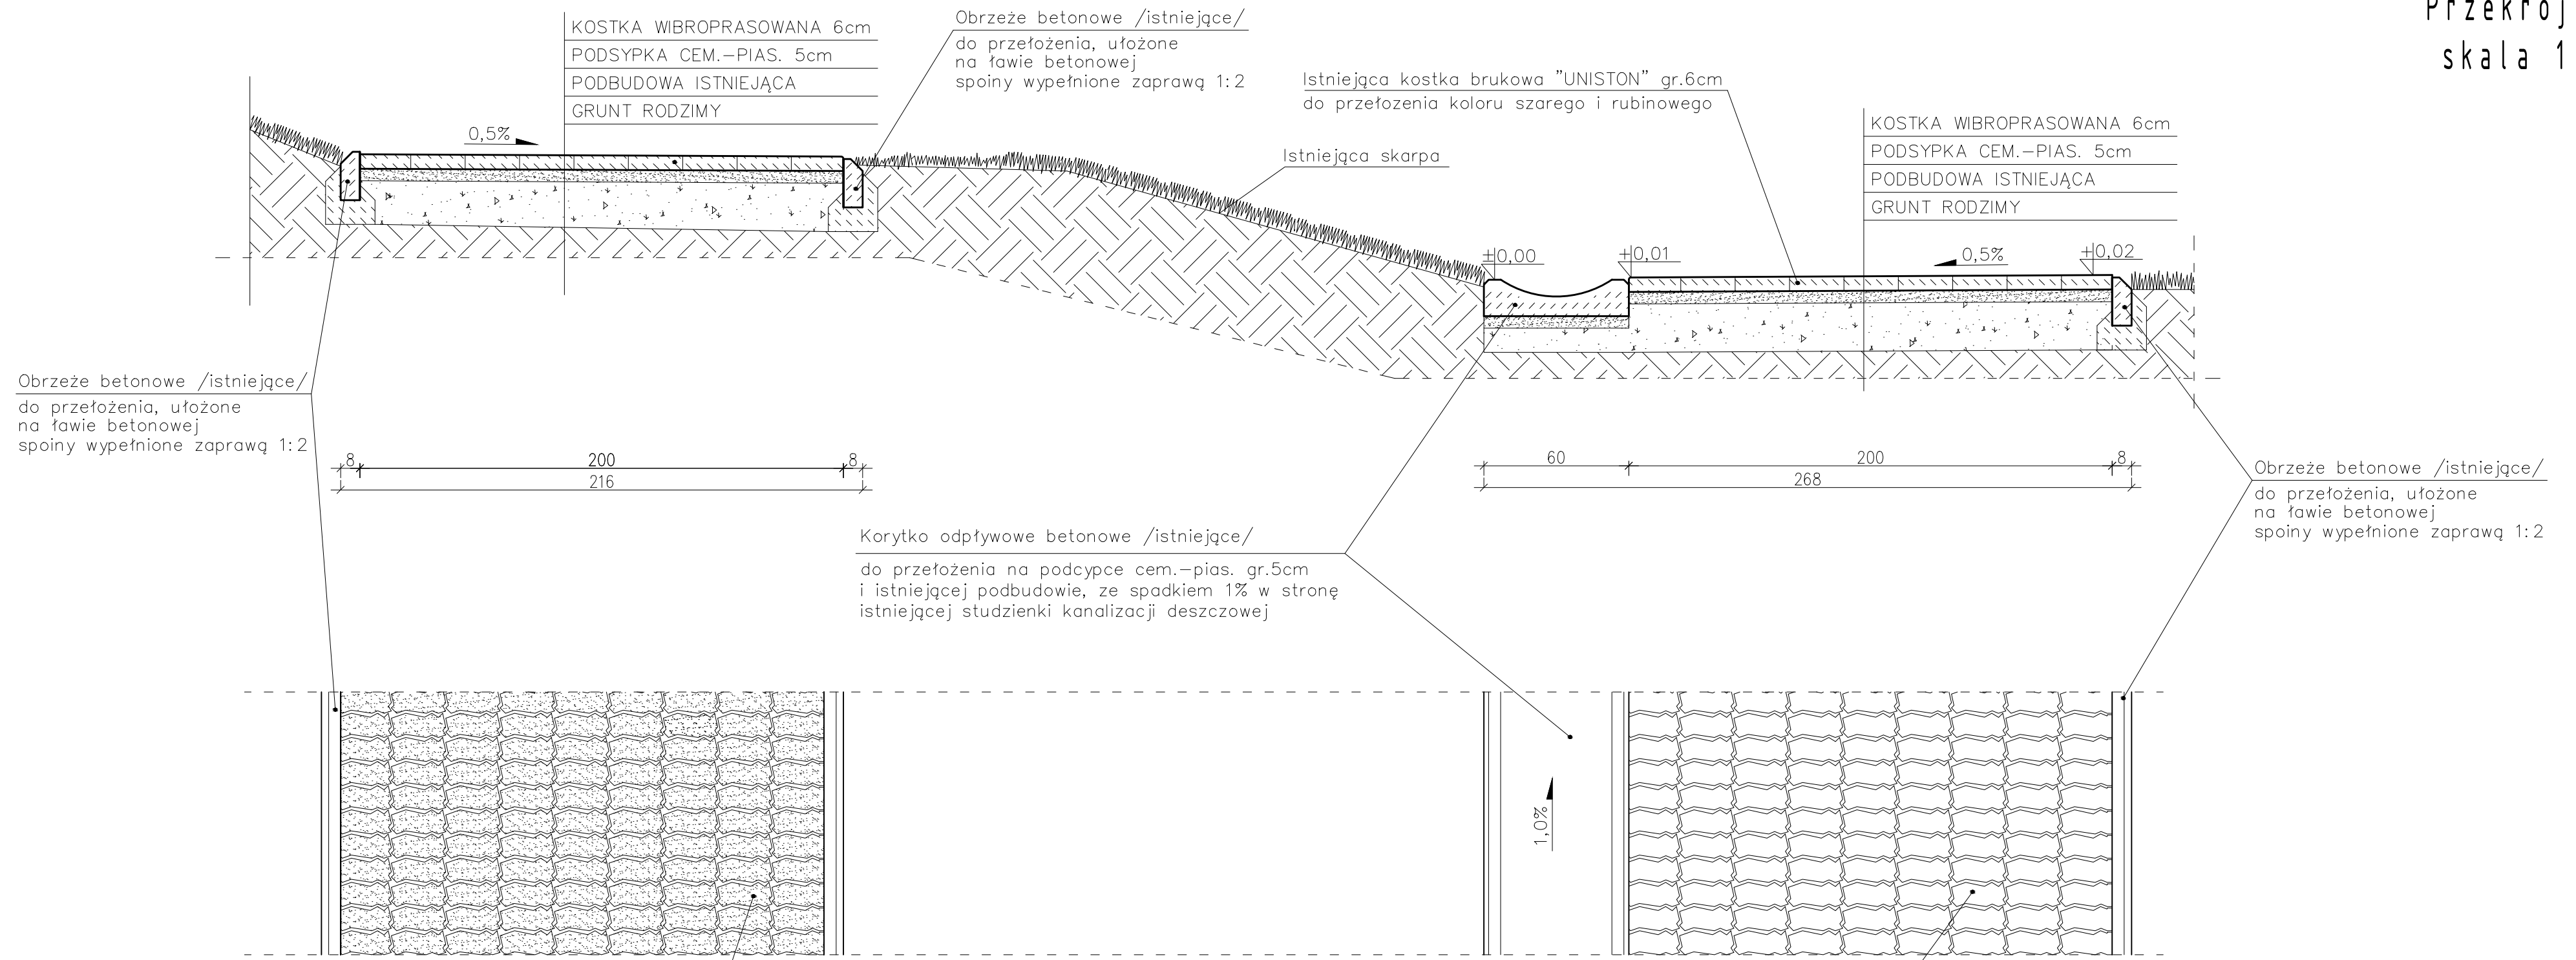 Przekrój
skala 1
KOSTKA WIBROPRASOWANA 6cm
PODSYPKA CEM.-PIAS. 5cm
PODBUDOWA ISTNIEJĄCA
GRUNT RODZIMY
Obrzeże betonowe /istniejące/
do przełożenia, ułożone
na ławie betonowej
spoiny wypełnione zaprawą 1:2
Istniejąca kostka brukowa "UNISTON" gr.6cm
do przełozenia koloru szarego i rubinowego
KOSTKA WIBROPRASOWANA 6cm
PODSYPKA CEM.-PIAS. 5cm
PODBUDOWA ISTNIEJĄCA
GRUNT RODZIMY
0,5%
Istniejąca skarpa
±0,00
+0,01
0,5%
+0,02
Obrzeże betonowe /istniejące/
do przełożenia, ułożone
na ławie betonowej
spoiny wypełnione zaprawą 1:2
8
200
8
216
60
200
8
268
Obrzeże betonowe /istniejące/
do przełożenia, ułożone
na ławie betonowej
spoiny wypełnione zaprawą 1:2
Korytko odpływowe betonowe /istniejące/
do przełożenia na podcypce cem.-pias. gr.5cm
i istniejącej podbudowie, ze spadkiem 1% w stronę
istniejącej studzienki kanalizacji deszczowej
1,0%